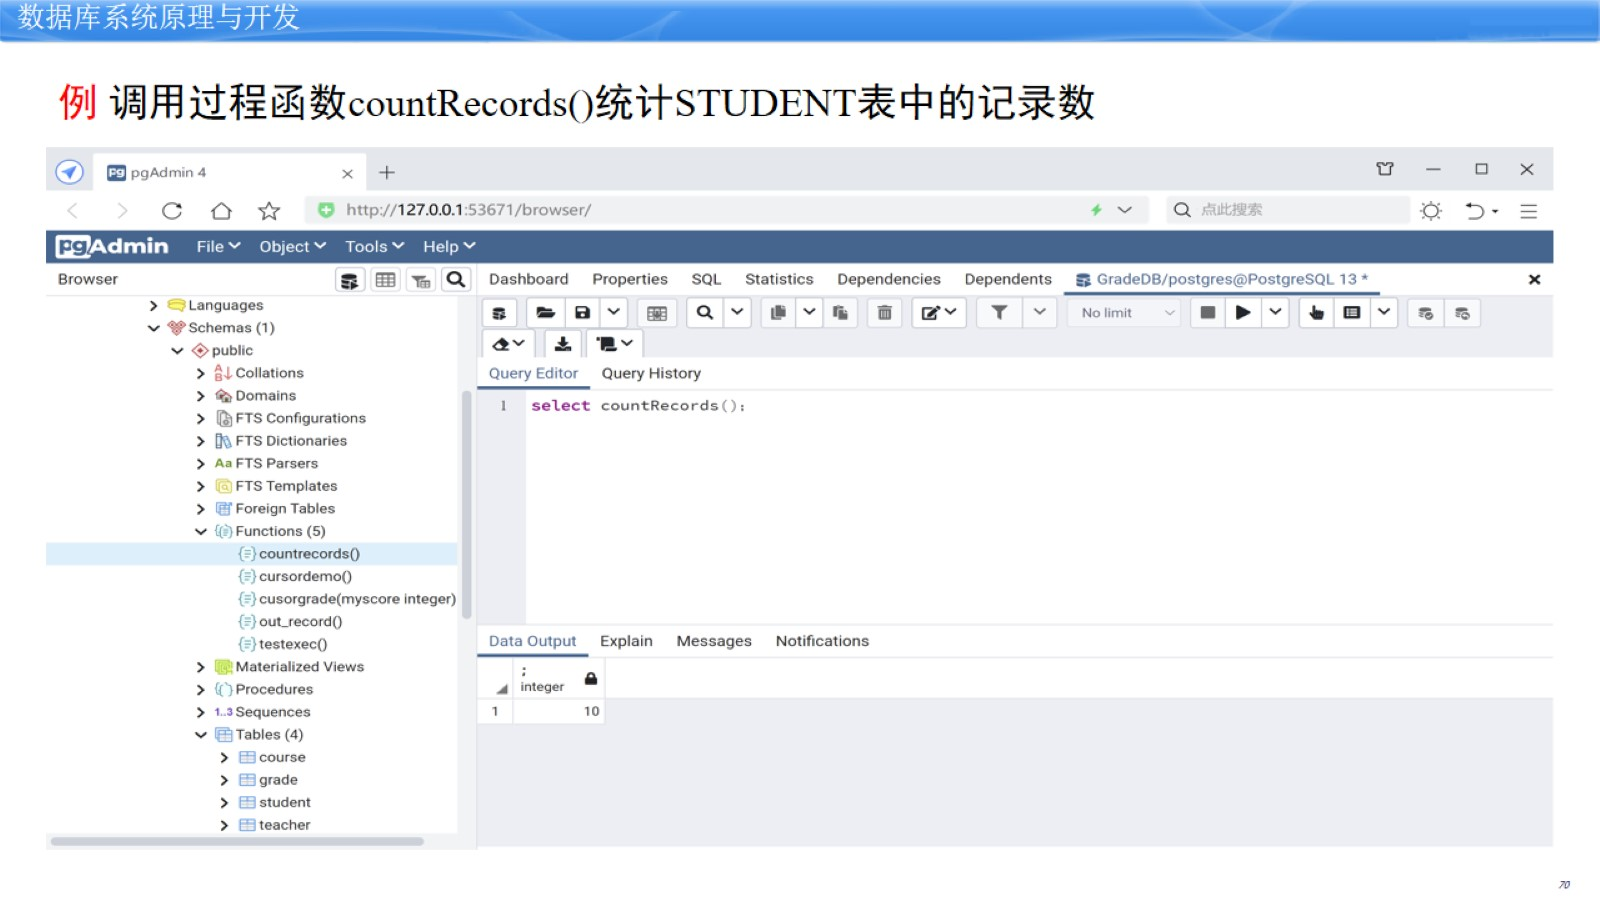 数据库系统原理与开发
例 调用过程函数countRecords()统计STUDENT表中的记录数
pgAdmin 4
http://127.0.0.1:53671/browser/
点此搜索
pgAdmin File Object Tools Help
Browser
Dashboard Properties SQL Statistics Dependencies Dependents GradeDB/postgres@PostgreSQL 13 *
No limit
Languages
Schemas (1)
public
Collations
Domains
FTS Configurations
FTS Dictionaries
Aa FTS Parsers
FTS Templates
Foreign Tables
Functions (5)
countrecords()
cursordemo()
cusorgrade(myscore integer)
out_record()
testexec()
Materialized Views
Procedures
1..3 Sequences
Tables (4)
course
grade
student
teacher
Query Editor Query History
1 select countRecords();
Data Output Explain Messages Notifications
;
integer
1 10
70